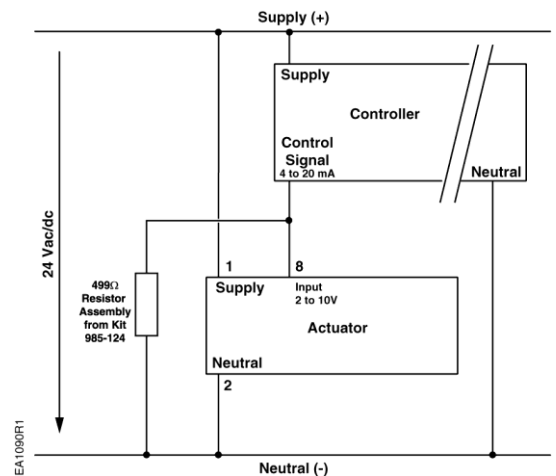 Supply (+)
Supply
Controller
Control
Signal
4 to 20 mA
Neutral
24 Vac/dc
1
8
499Ω
Resistor
Assembly
from Kit
985-124
Supply
Input
2 to 10V
Actuator
Neutral
2
EA1090R1
Neutral (-)